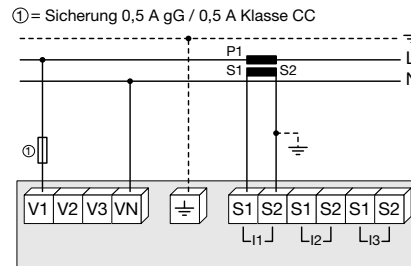 ①= Sicherung 0,5 A gG / 0,5 A Klasse CC
P1
L
S1 S2
N
①
V1 V2 V3 VN S1 S2 S1 S2 S1 S2
I1 I2 I3